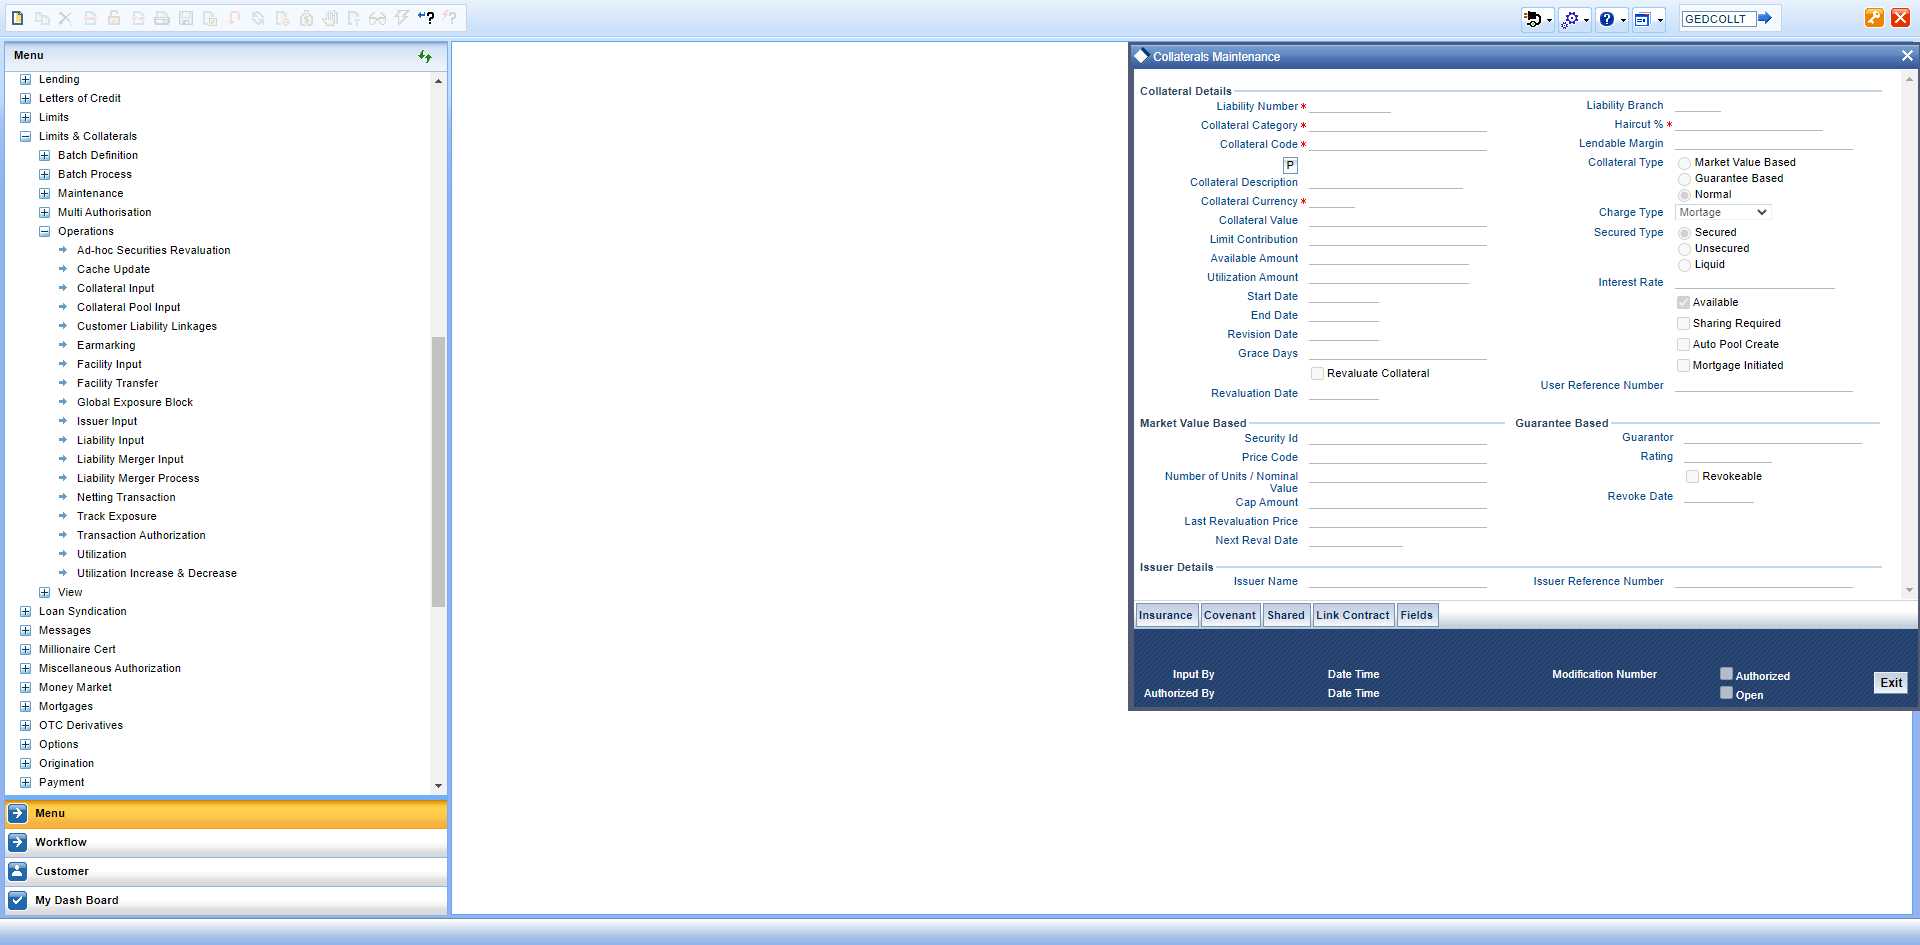 GEDCOLLT
Menu
Lending
Letters of Credit
Limits
Limits & Collaterals
Batch Definition
Batch Process
Maintenance
Multi Authorisation
Operations
Ad-hoc Securities Revaluation
Cache Update
Collateral Input
Collateral Pool Input
Customer Liability Linkages
Earmarking
Facility Input
Facility Transfer
Global Exposure Block
Issuer Input
Liability Input
Liability Merger Input
Liability Merger Process
Netting Transaction
Track Exposure
Transaction Authorization
Utilization
Utilization Increase & Decrease
View
Loan Syndication
Messages
Millionaire Cert
Miscellaneous Authorization
Money Market
Mortgages
OTC Derivatives
Options
Origination
Payment
Menu
Workflow
Customer
My Dash Board
Collaterals Maintenance
Collateral Details
Liability Number *
Collateral Category *
Collateral Code *
P
Collateral Description
Collateral Currency *
Collateral Value
Limit Contribution
Available Amount
Utilization Amount
Start Date
End Date
Revision Date
Grace Days
Revaluate Collateral
Revaluation Date
Liability Branch
Haircut % *
Lendable Margin
Collateral Type
Market Value Based
Guarantee Based
Normal
Charge Type Mortage
Secured Type
Secured
Unsecured
Liquid
Interest Rate
Available
Sharing Required
Auto Pool Create
Mortgage Initiated
User Reference Number
Market Value Based
Security Id
Price Code
Number of Units / Nominal
Value
Cap Amount
Last Revaluation Price
Next Reval Date
Guarantee Based
Guarantor
Rating
Revokeable
Revoke Date
Issuer Details
Issuer Name Issuer Reference Number
Insurance Covenant Shared Link Contract Fields
Input By Date Time Modification Number Authorized
Authorized By Date Time Open
Exit